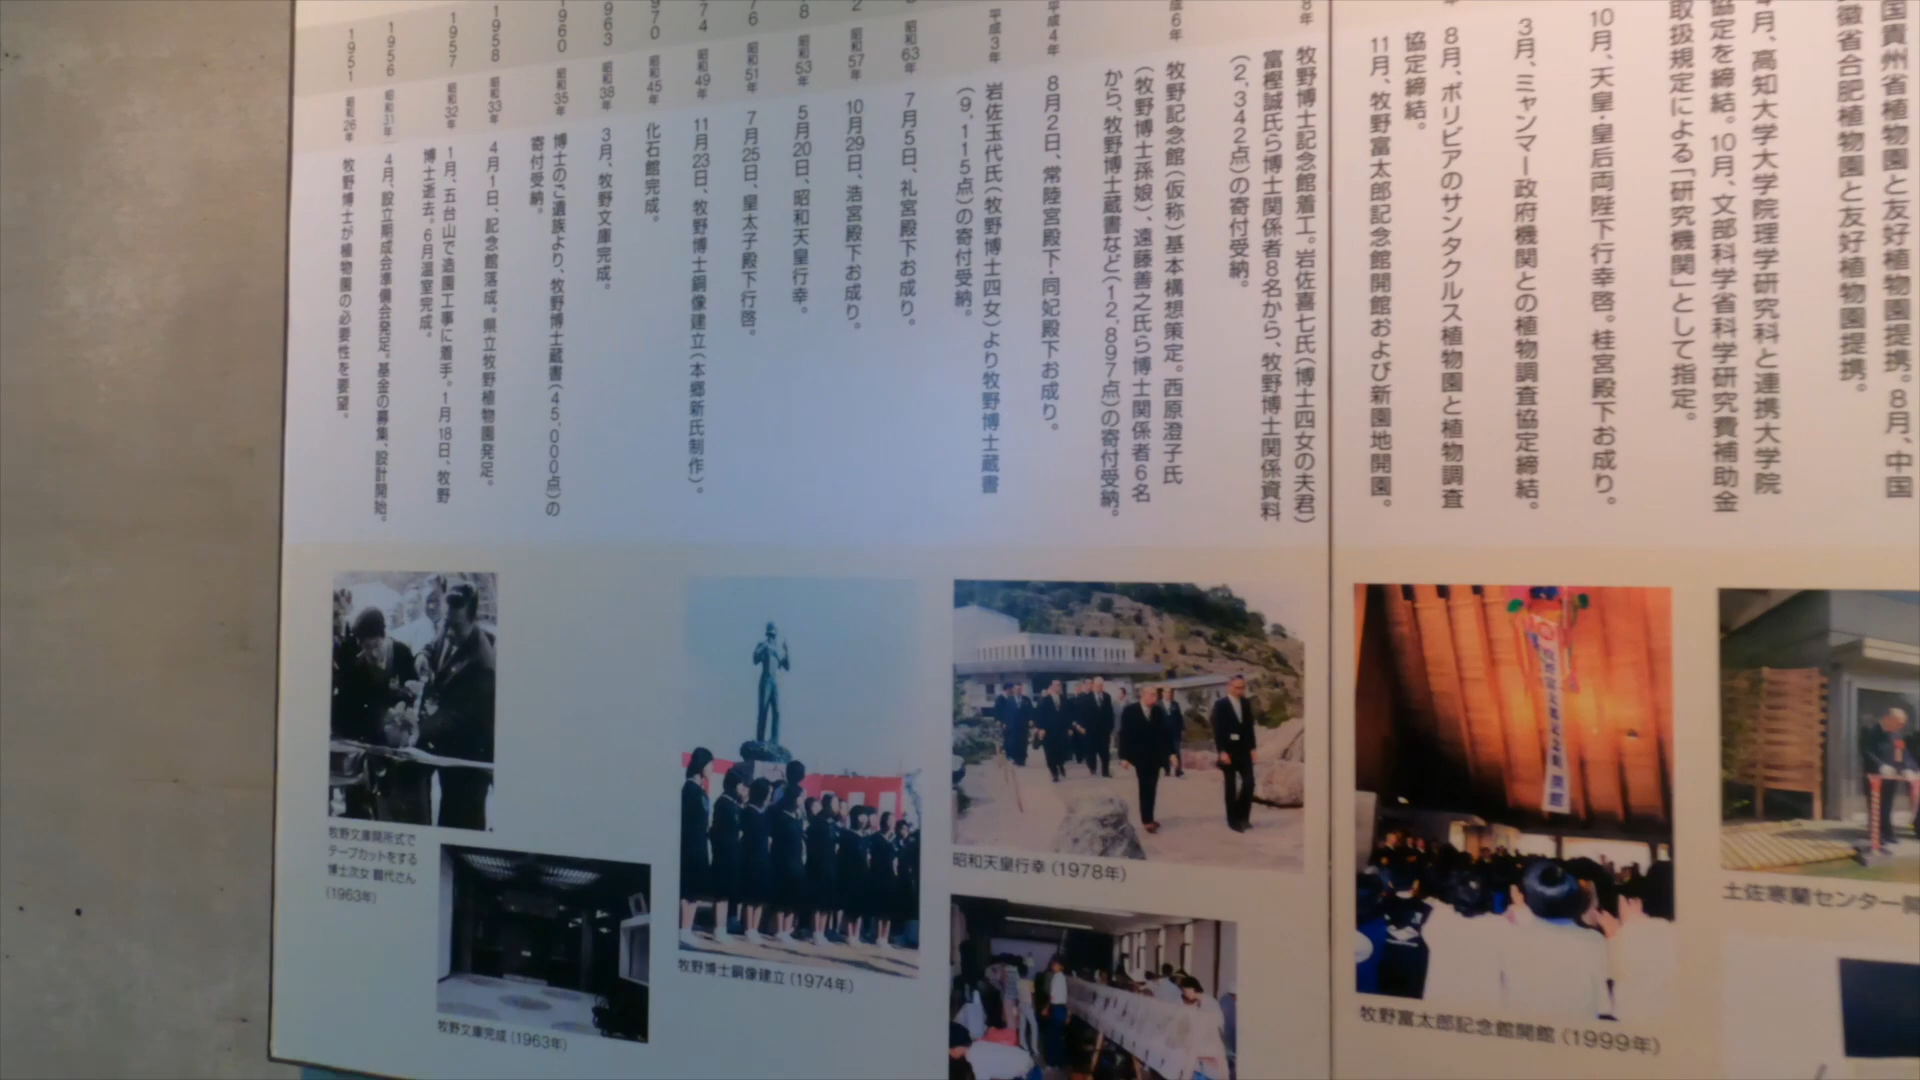 1951 昭和26年 牧野博士が植物園の必要性を要望。
1956 昭和31年 4月、設立期成会準備会発足。基金の募集、設計開始。
1957 昭和32年 1月、五台山で造園工事に着手。1月18日、牧野
博士逝去。6月温室完成。
1958 昭和33年 4月1日、記念館落成。県立牧野植物園発足。
1960 昭和35年 博士のご遺族より、牧野博士蔵書(45,000点)の
寄付受納。
963 昭和38年 3月、牧野文庫完成。
970 昭和45年 化石館完成。
74 昭和49年 11月23日、牧野博士銅像建立(本郷新氏制作)。
76 昭和51年 7月25日、皇太子殿下行啓。
8 昭和53年 5月20日、昭和天皇行幸。
2 昭和57年 10月29日、浩宮殿下お成り。
昭和63年 7月5日、礼宮殿下お成り。
平成3年 岩佐玉代氏(牧野博士四女)より牧野博士蔵書
(9,115点)の寄付受納。
平成4年 8月2日、常陸宮殿下・同妃殿下お成り。
成6年 牧野記念館(仮称)基本構想策定。西原澄子氏
(牧野博士孫娘)、遠藤善之氏ら博士関係者6名
から、牧野博士蔵書など(12,897点)の寄付受納。
8年 牧野博士記念館着工。岩佐喜七氏(博士四女の夫君)
富樫誠氏ら博士関係者8名から、牧野博士関係資料
(2,342点)の寄付受納。
11月、牧野富太郎記念館開館および新園地開園。
8月、ボリビアのサンタクルス植物園と植物調査
協定締結。
3月、ミャンマー政府機関との植物調査協定締結。
10月、天皇・皇后両陛下行幸啓。桂宮殿下お成り。
4月、高知大学大学院理学研究科と連携大学院
協定を締結。10月、文部科学省科学研究費補助金
取扱規定による「研究機関」として指定。
国貴州省植物園と友好植物園提携。8月、中国
徽省合肥植物園と友好植物園提携。
牧野文庫開所式で
テープカットをする
博士次女 鶴代さん
(1963年)
牧野文庫完成(1963年)
牧野博士銅像建立(1974年)
昭和天皇行幸(1978年)
牧野富太郎記念館開館(1999年)
土佐寒蘭センター開